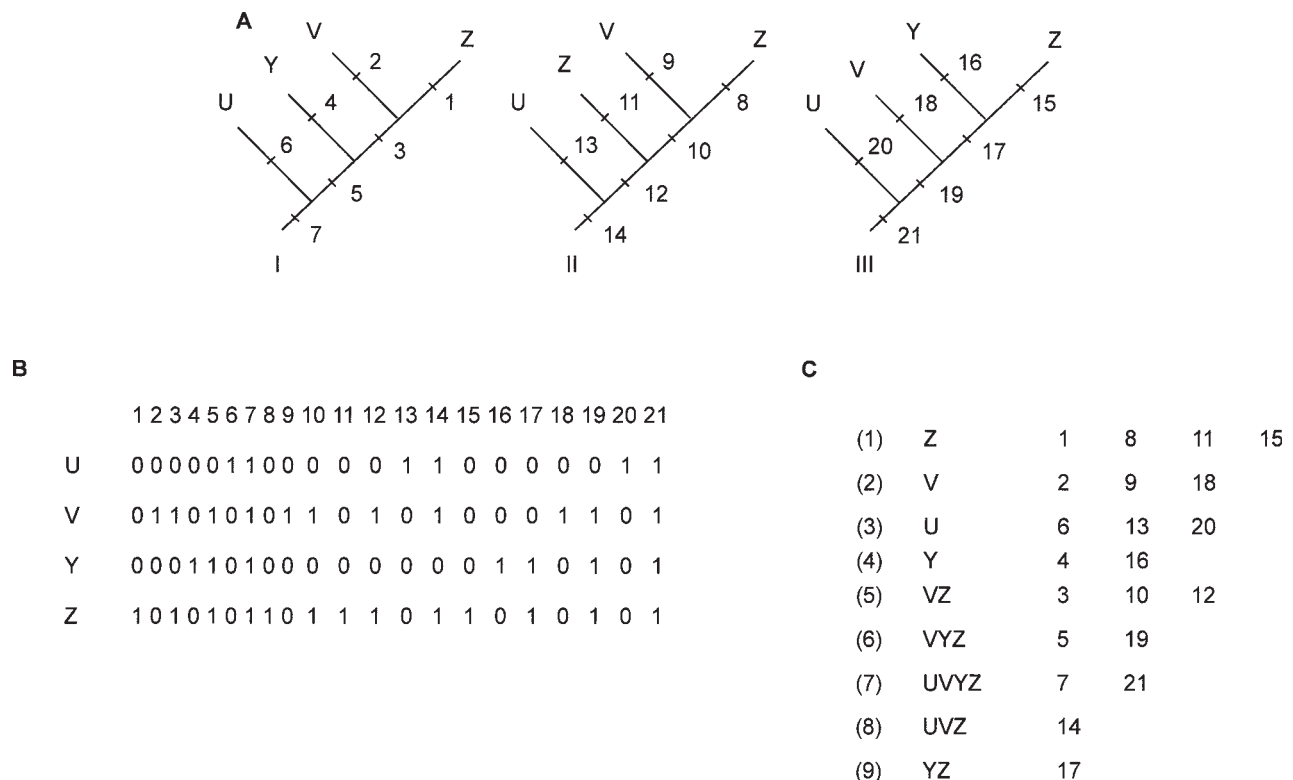 A
V
Z
Y
2
U
4
1
6
3
5
7
I
V
Z
Z
9
U
11
8
13
10
12
14
II
Y
Z
V
16
U
18
15
20
17
19
21
III
B
1 2 3 4 5 6 7 8 9 10 11 12 13 14 15 16 17 18 19 20 21
U 0 0 0 0 0 1 1 0 0 0 0 0 1 1 0 0 0 0 0 1 1
V 0 1 1 0 1 0 1 0 1 1 0 1 0 1 0 0 0 1 1 0 1
Y 0 0 0 1 1 0 1 0 0 0 0 0 0 0 0 1 1 0 1 0 1
Z 1 0 1 0 1 0 1 1 0 1 1 1 0 1 1 0 1 0 1 0 1
C
(1) Z 1 8 11 15
(2) V 2 9 18
(3) U 6 13 20
(4) Y 4 16
(5) VZ 3 10 12
(6) VYZ 5 19
(7) UVYZ 7 21
(8) UVZ 14
(9) YZ 17